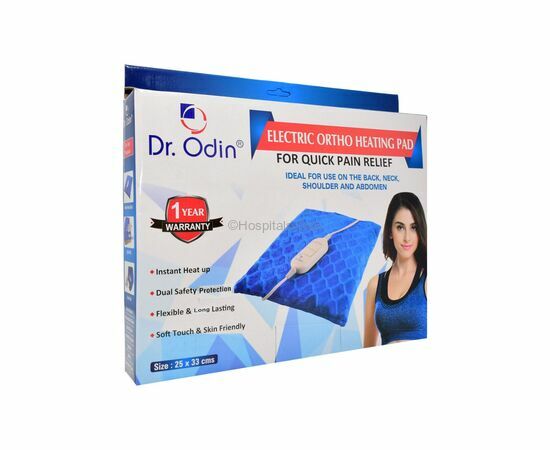 Dr. Odin®
ELECTRIC ORTHO HEATING PAD
FOR QUICK PAIN RELIEF
IDEAL FOR USE ON THE BACK, NECK,
SHOULDER AND ABDOMEN
1 YEAR
WARRANTY
• Instant Heat up
• Dual Safety Protection
• Flexible & Long Lasting
• Soft Touch & Skin Friendly
Size : 25 x 33 cms